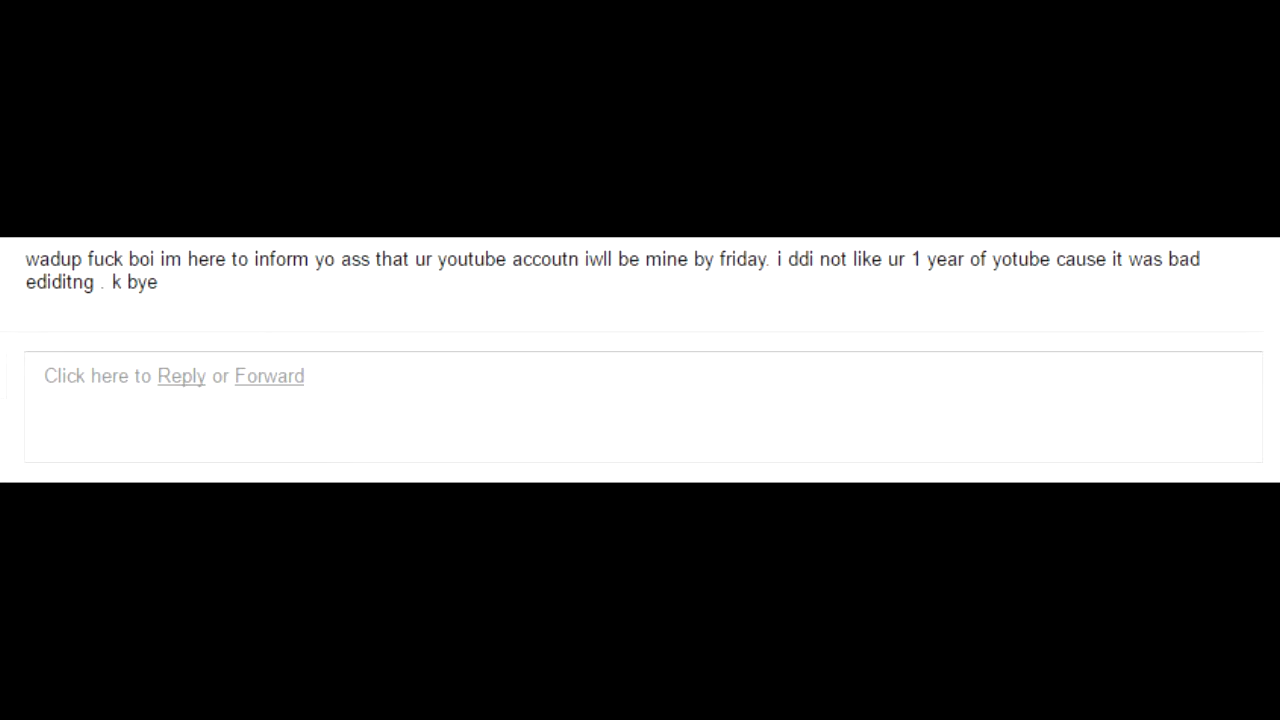 wadup fuck boi im here to inform yo ass that ur youtube accoutn iwll be mine by friday. i ddi not like ur 1 year of yotube cause it was bad
ediditng . k bye
Click here to Reply or Forward